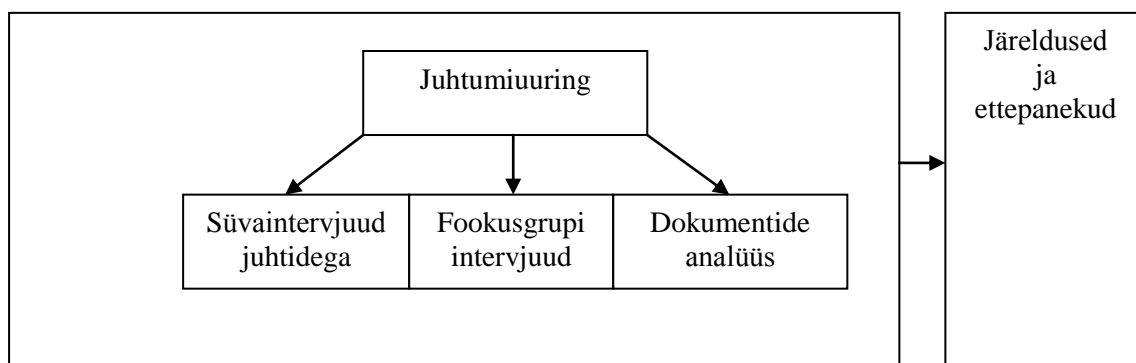 Juhtumiuuring
Süvaintervjuud
juhtidega
Fookusgrupi
intervjuud
Dokumentide
analüüs
Järeldused
ja
ettepanekud